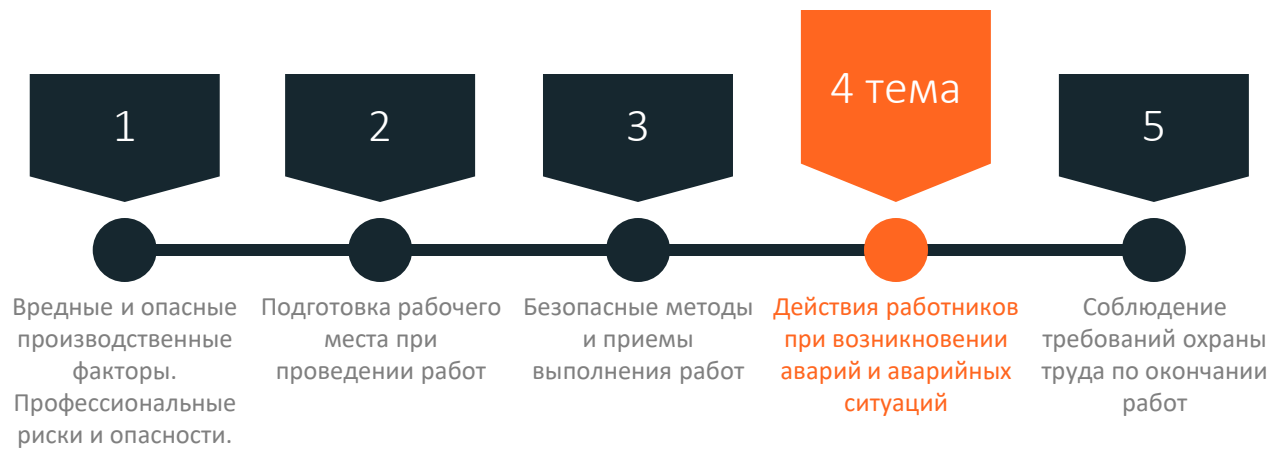 1
2
3
4 тема
5
Вредные и опасные
производственные
факторы.
Профессиональные
риски и опасности.
Подготовка рабочего
места при
проведении работ
Безопасные методы
и приемы
выполнения работ
Действия работников
при возникновении
аварий и аварийных
ситуаций
Соблюдение
требований охраны
труда по окончании
работ